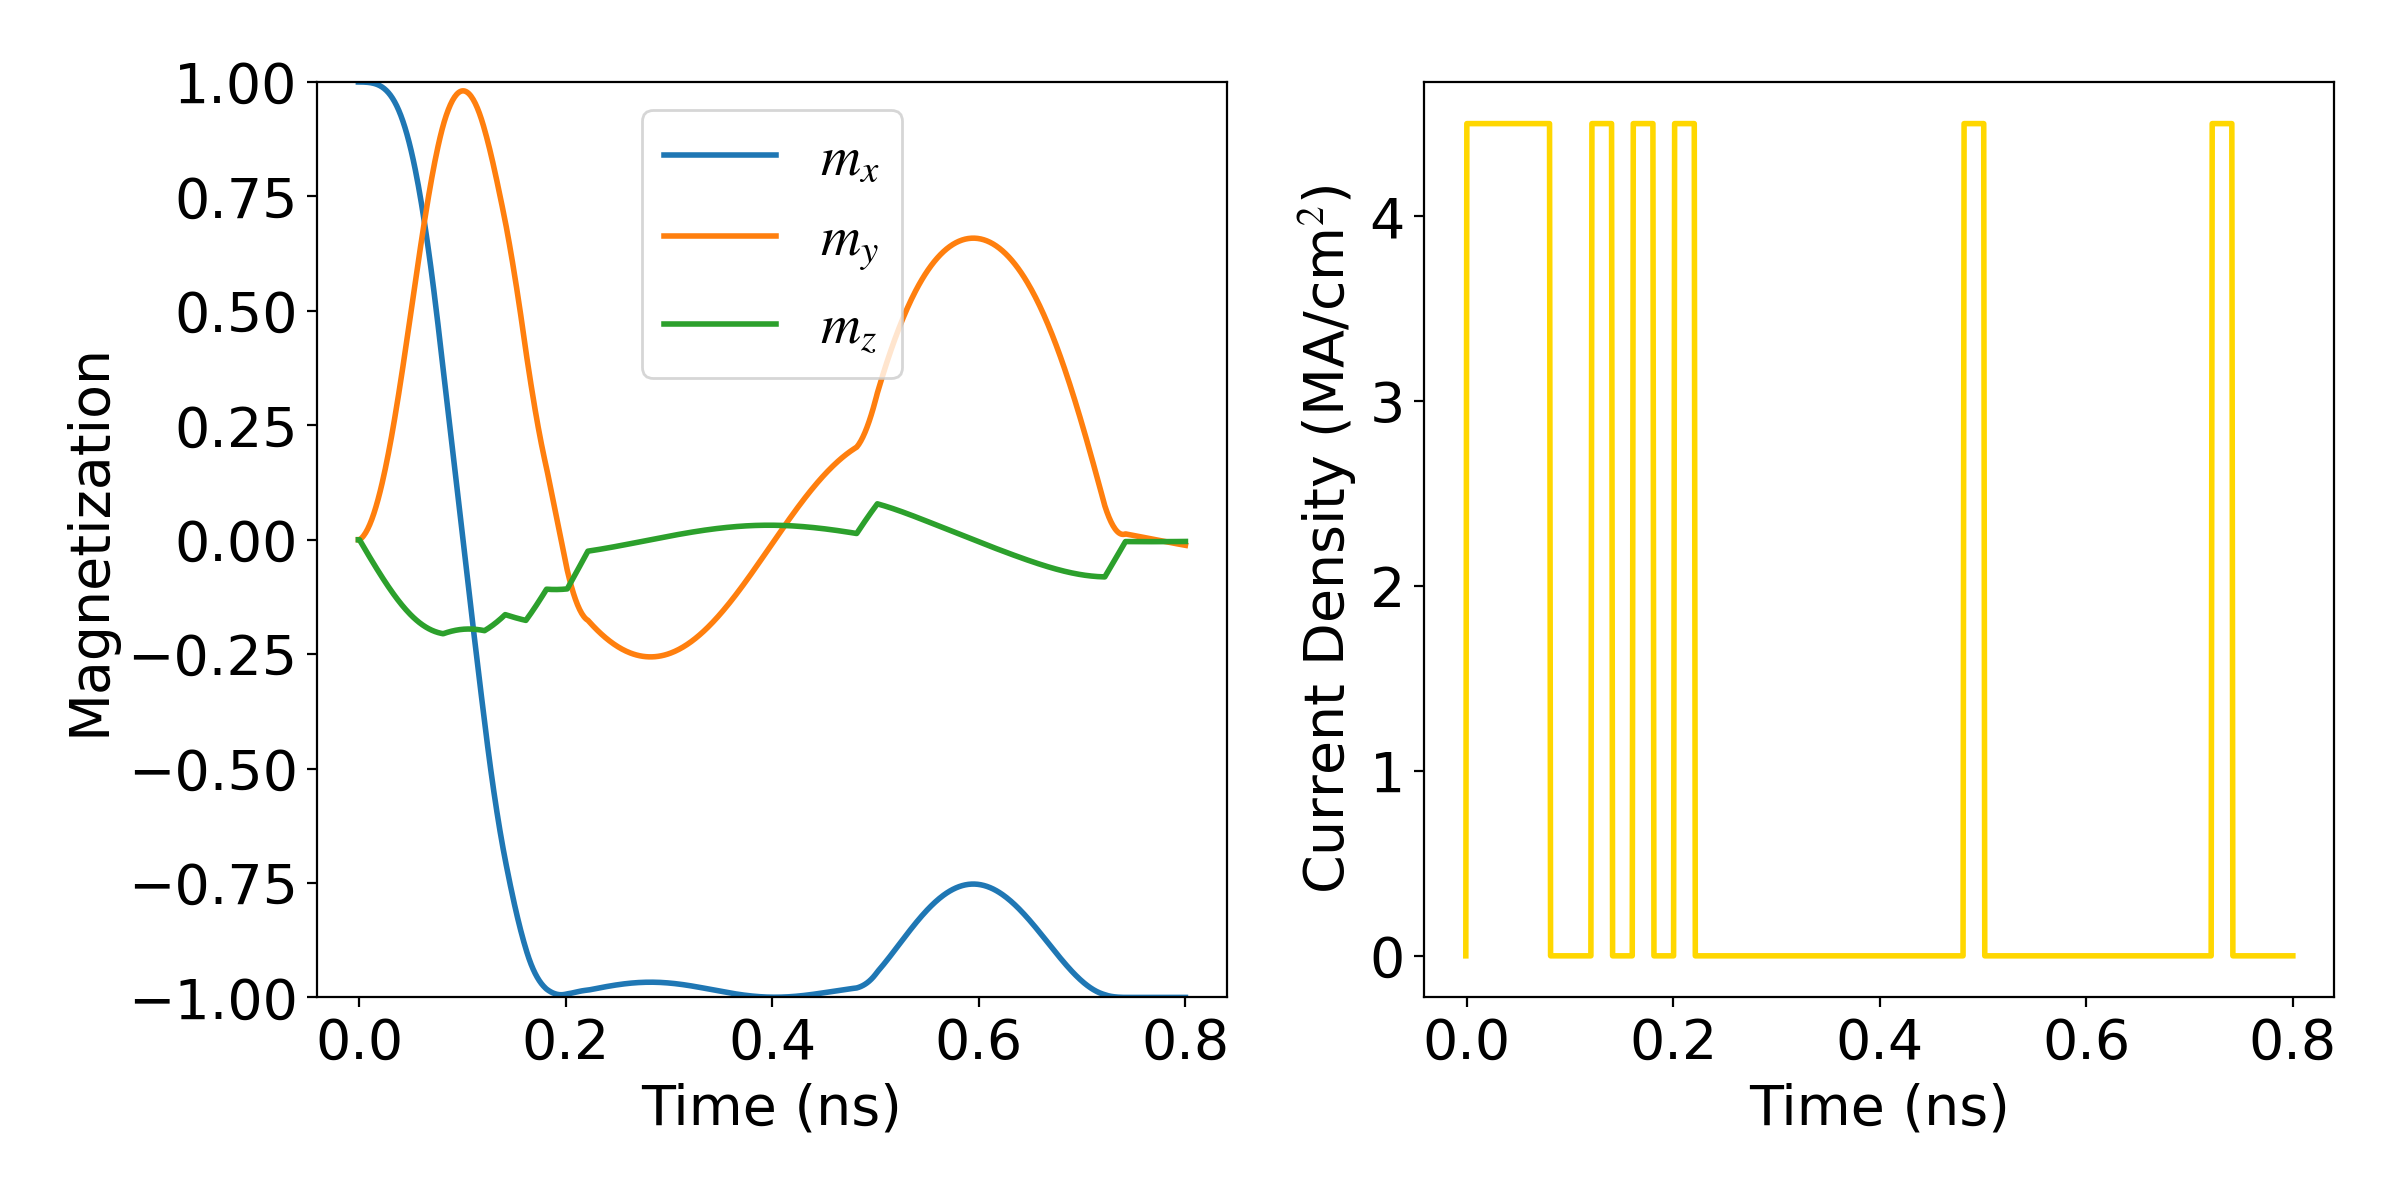 1.00
0.75
0.50
0.25
0.00
−0.25
−0.50
−0.75
−1.00
Magnetization
0.0 0.2 0.4 0.6 0.8
Time (ns)
m_x
m_y
m_z
4
3
2
1
0
Current Density (MA/cm²)
0.0 0.2 0.4 0.6 0.8
Time (ns)